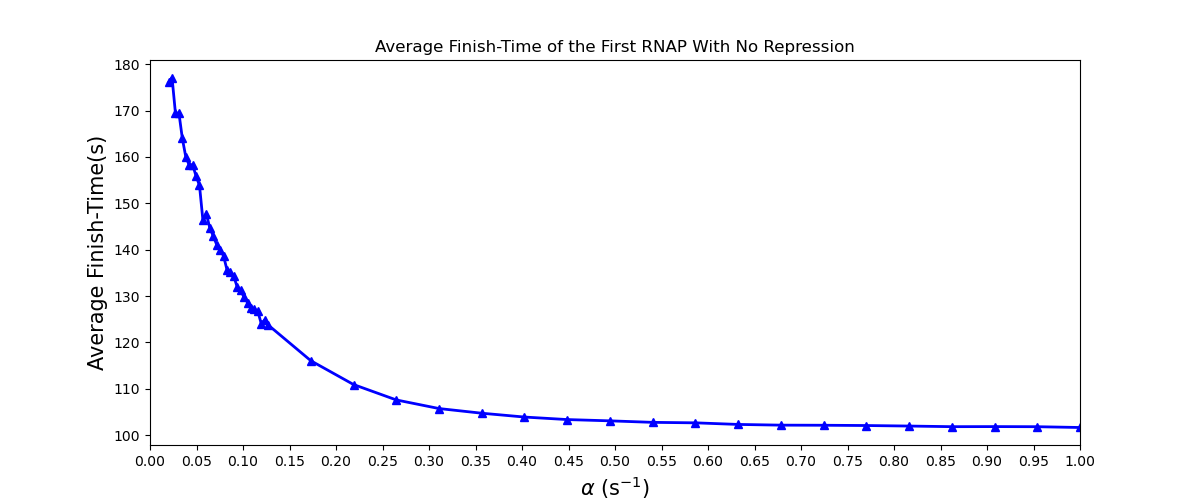 Average Finish-Time of the First RNAP With No Repression
Average Finish-Time(s)
180
170
160
150
140
130
120
110
100
0.00 0.05 0.10 0.15 0.20 0.25 0.30 0.35 0.40 0.45 0.50 0.55 0.60 0.65 0.70 0.75 0.80 0.85 0.90 0.95 1.00
α (s⁻¹)